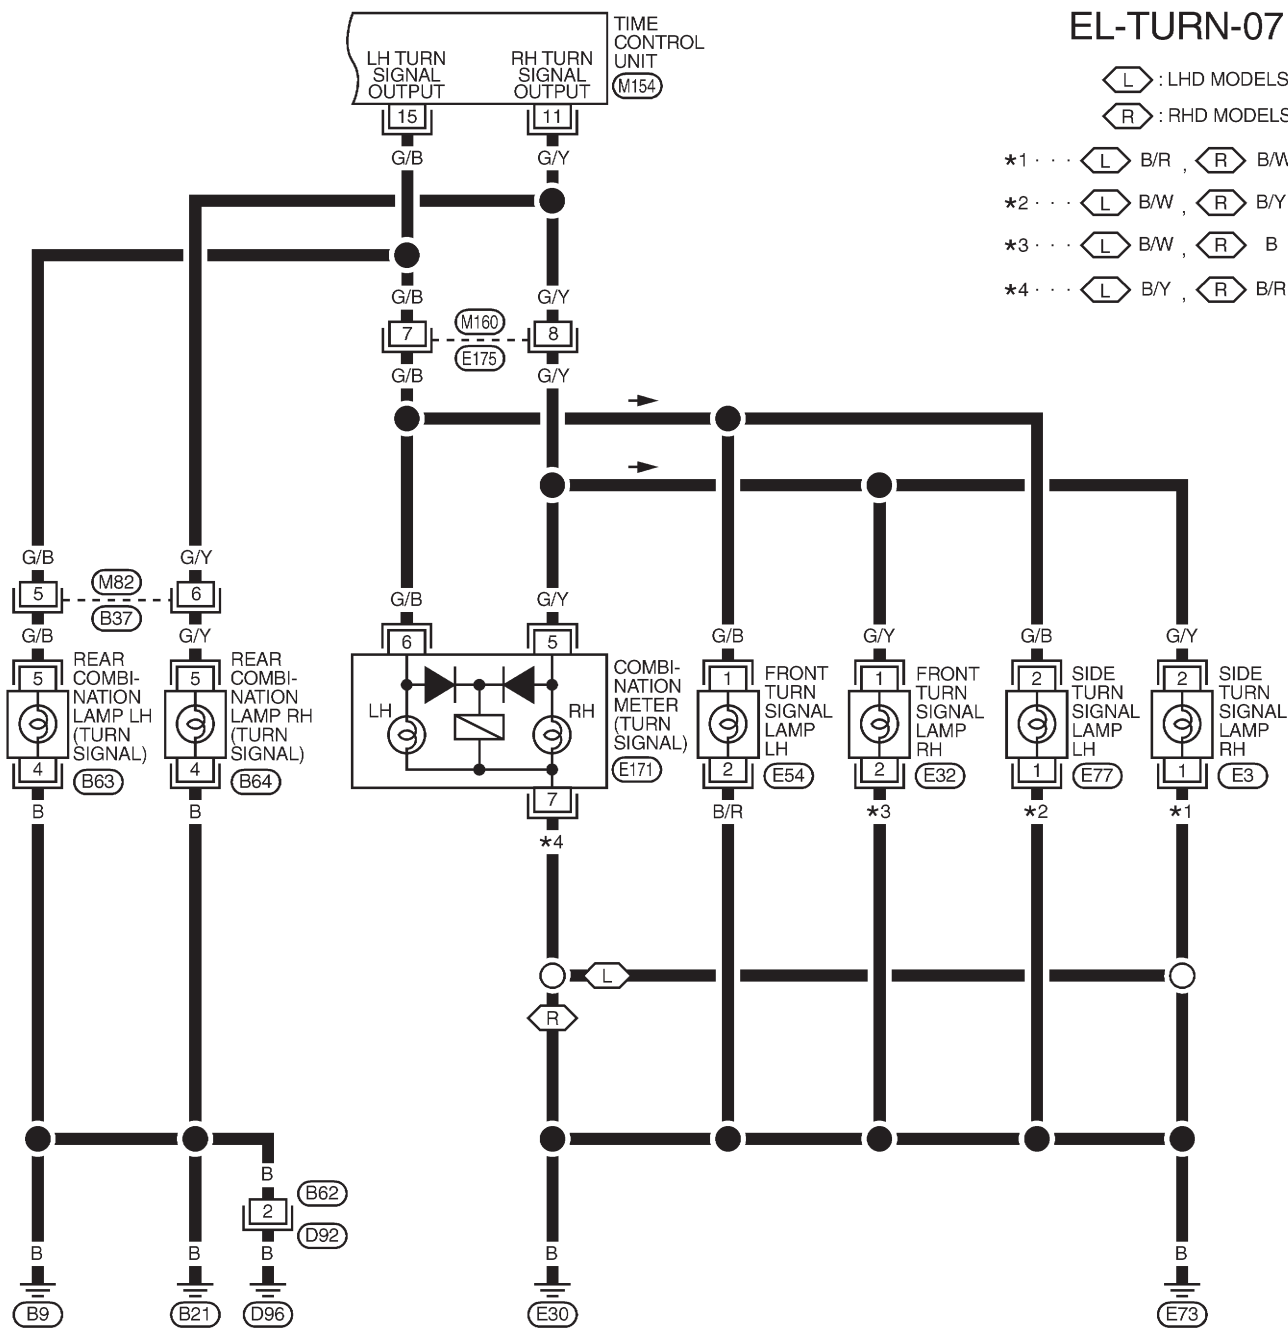 EL-TURN-07
TIME
CONTROL
UNIT
M154
LH TURN
SIGNAL
OUTPUT
RH TURN
SIGNAL
OUTPUT
15
11
L : LHD MODELS
R : RHD MODELS
G/B
G/Y
*1 · · · L B/R , R B/W
*2 · · · L B/W , R B/Y
*3 · · · L B/W , R B
*4 · · · L B/Y , R B/R
G/B
G/Y
7
M160
E175
8
G/B
G/Y
G/B
G/Y
5
M82
B37
6
G/B
G/Y
G/B
G/Y
G/B
G/Y
G/B
G/Y
5
REAR
COMBI-
NATION
LAMP LH
(TURN
SIGNAL)
B63
4
5
REAR
COMBI-
NATION
LAMP RH
(TURN
SIGNAL)
B64
4
6
5
LH
RH
COMBI-
NATION
METER
(TURN
SIGNAL)
E171
7
1
FRONT
TURN
SIGNAL
LAMP
LH
E54
2
1
FRONT
TURN
SIGNAL
LAMP
RH
E32
2
2
SIDE
TURN
SIGNAL
LAMP
LH
E77
1
2
SIDE
TURN
SIGNAL
LAMP
RH
E3
1
B
B
*4
B/R
*3
*2
*1
L
R
B
B62
2
D92
B
B
B
B
B
B9
B21
D96
E30
E73